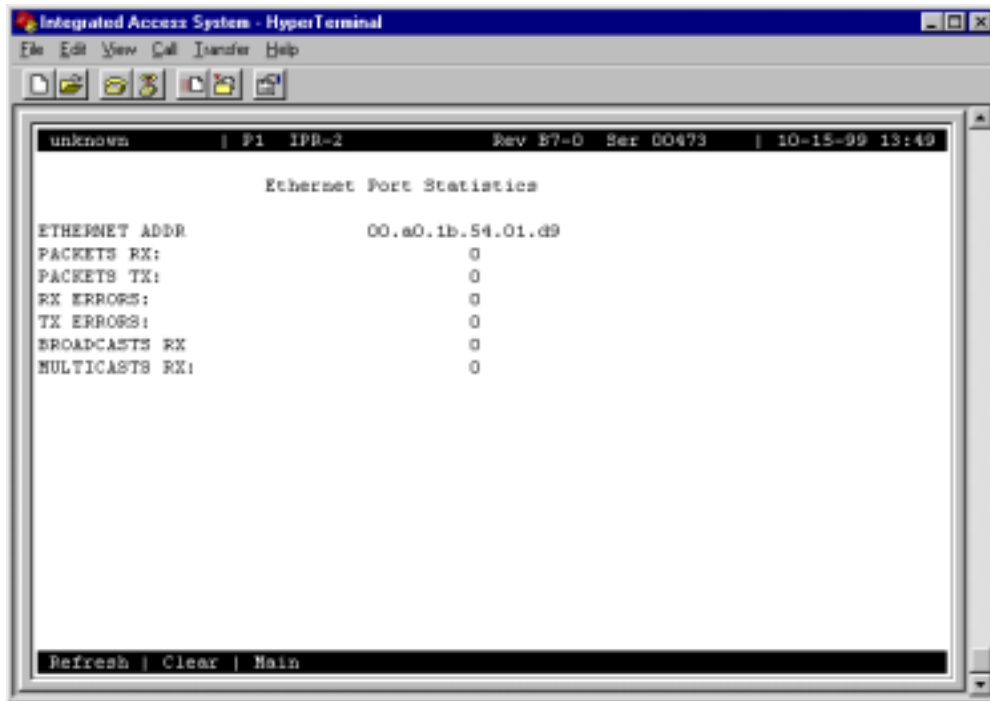 Integrated Access System - HyperTerminal
File Edit View Call Transfer Help
unknown | P1 IPR-2 Rev B7-0 Ser 00473 | 10-15-99 13:49
Ethernet Port Statistics
ETHERNET ADDR 00.a0.1b.54.01.d9
PACKETS RX: 0
PACKETS TX: 0
RX ERRORS: 0
TX ERRORS: 0
BROADCASTS RX 0
MULTICASTS RX: 0
Refresh | Clear | Main